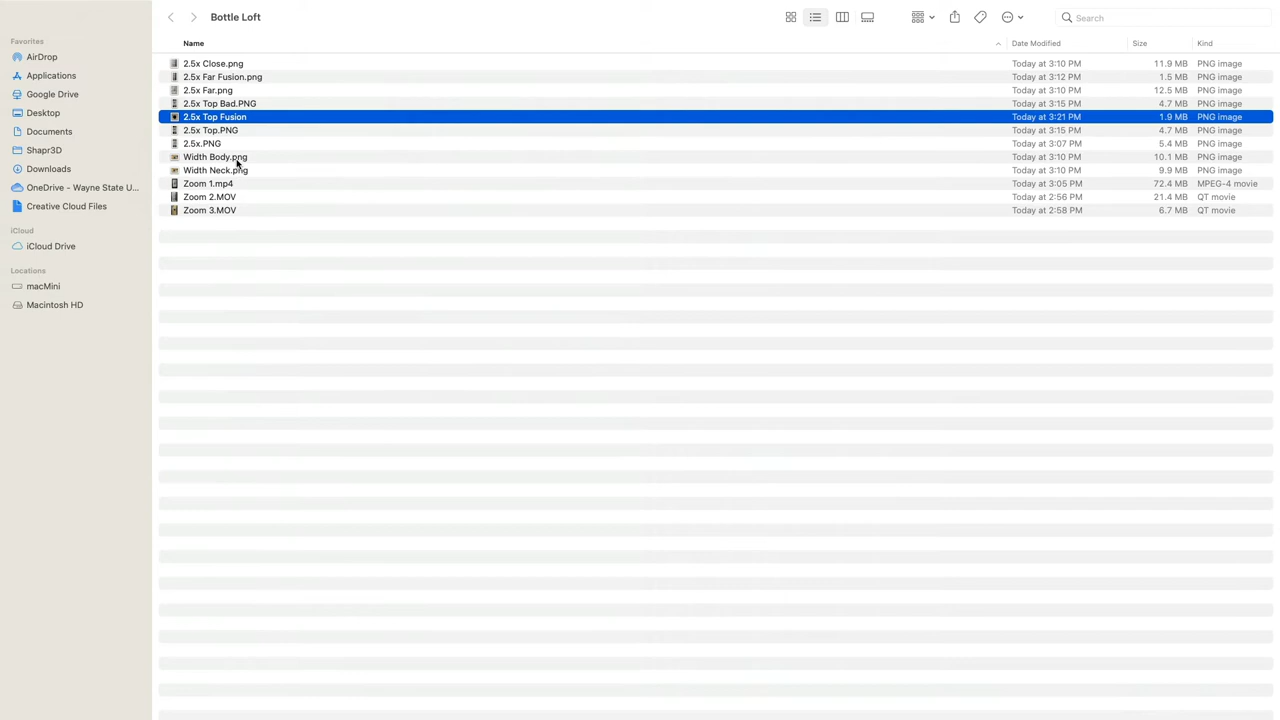 Bottle Loft
Search
Favorites
AirDrop
Applications
Google Drive
Desktop
Documents
Shapr3D
Downloads
OneDrive - Wayne State U...
Creative Cloud Files
iCloud
iCloud Drive
Locations
macMini
Macintosh HD
Name Date Modified Size Kind
2.5x Close.png Today at 3:10 PM 11.9 MB PNG image
2.5x Far Fusion.png Today at 3:12 PM 1.5 MB PNG image
2.5x Far.png Today at 3:10 PM 12.5 MB PNG image
2.5x Top Bad.PNG Today at 3:15 PM 4.7 MB PNG image
2.5x Top Fusion Today at 3:21 PM 1.9 MB PNG image
2.5x Top.PNG Today at 3:15 PM 4.7 MB PNG image
2.5x.PNG Today at 3:07 PM 5.4 MB PNG image
Width Body.png Today at 3:10 PM 10.1 MB PNG image
Width Neck.png Today at 3:10 PM 9.9 MB PNG image
Zoom 1.mp4 Today at 3:05 PM 72.4 MB MPEG-4 movie
Zoom 2.MOV Today at 2:56 PM 21.4 MB QT movie
Zoom 3.MOV Today at 2:58 PM 6.7 MB QT movie